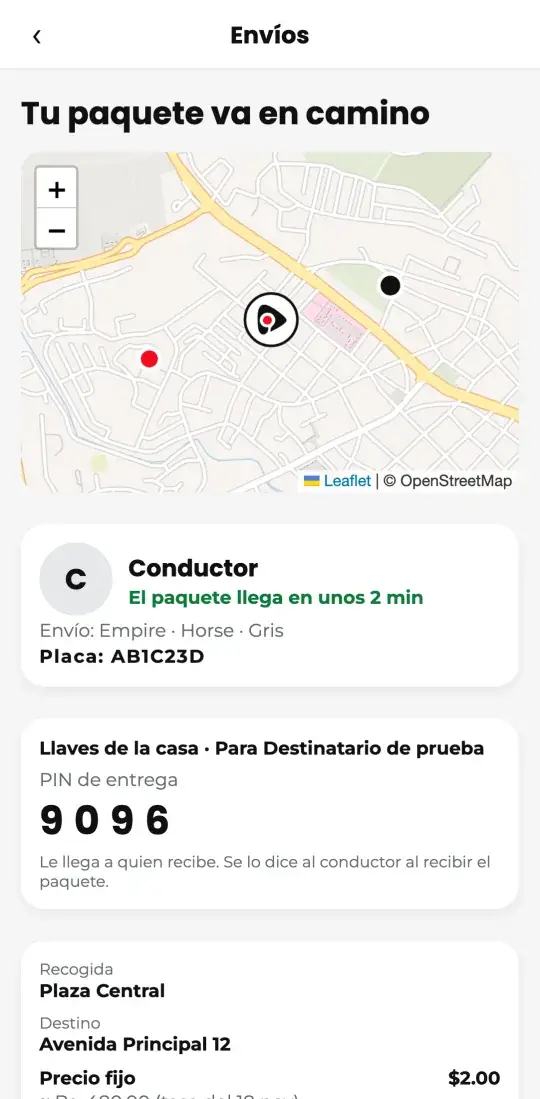 ‹
Envíos
Tu paquete va en camino
+
−
Leaflet | © OpenStreetMap
C
Conductor
El paquete llega en unos 2 min
Envío: Empire · Horse · Gris
Placa: AB1C23D
Llaves de la casa · Para Destinatario de prueba
PIN de entrega
9096
Le llega a quien recibe. Se lo dice al conductor al recibir el
paquete.
Recogida
Plaza Central
Destino
Avenida Principal 12
Precio fijo $2.00